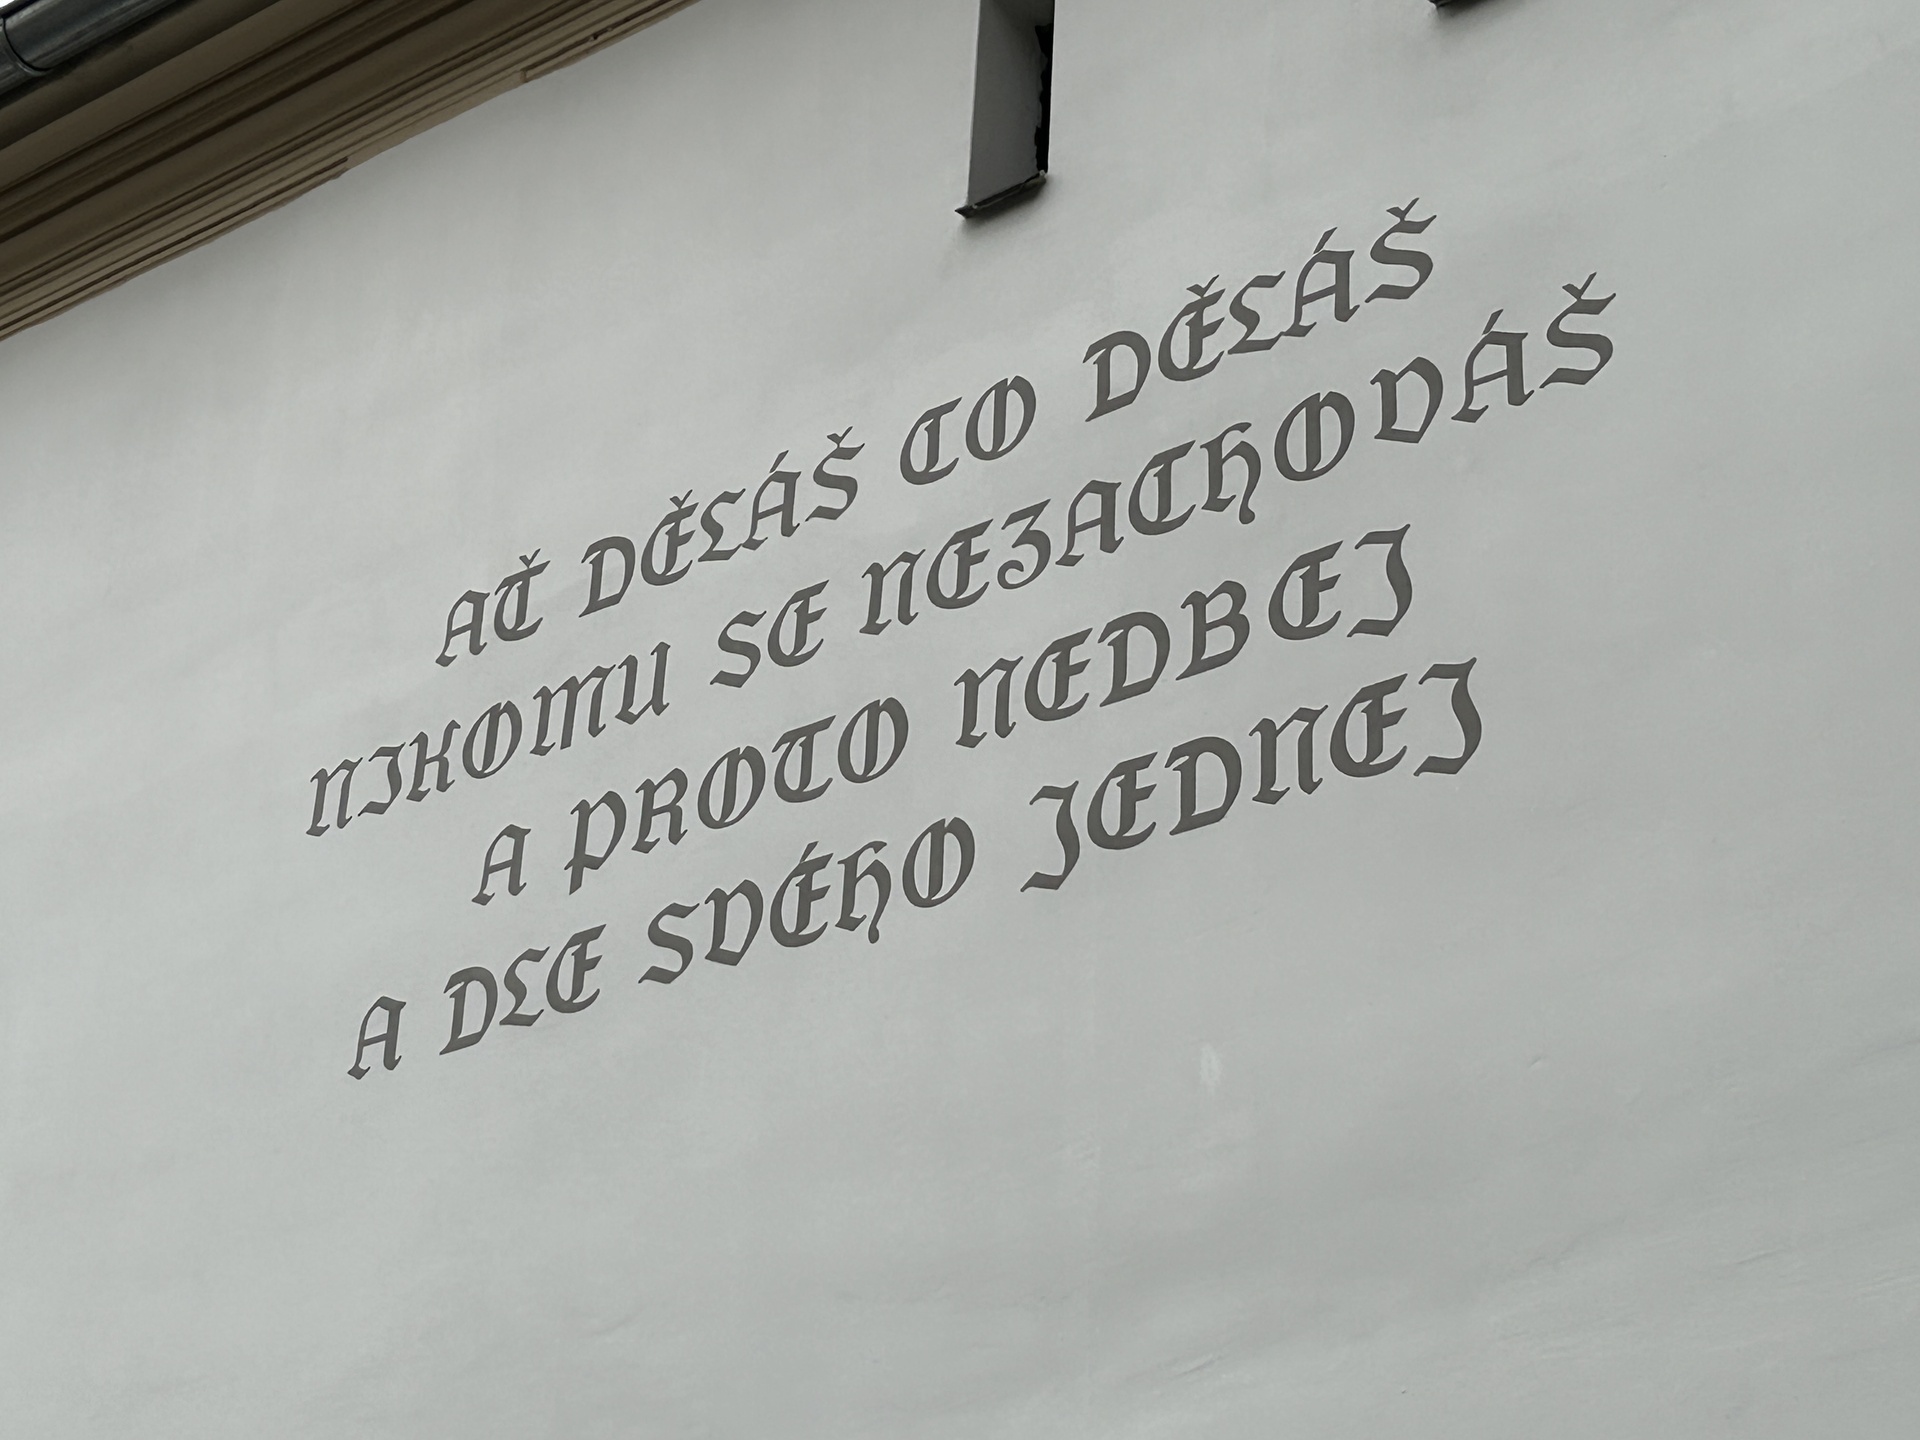 AŤ DĚLÁŠ CO DĚLÁŠ
NIKOMU SE NEZACHOVÁŠ
A PROTO NEDBEJ
A DLE SVÉHO JEDNEJ